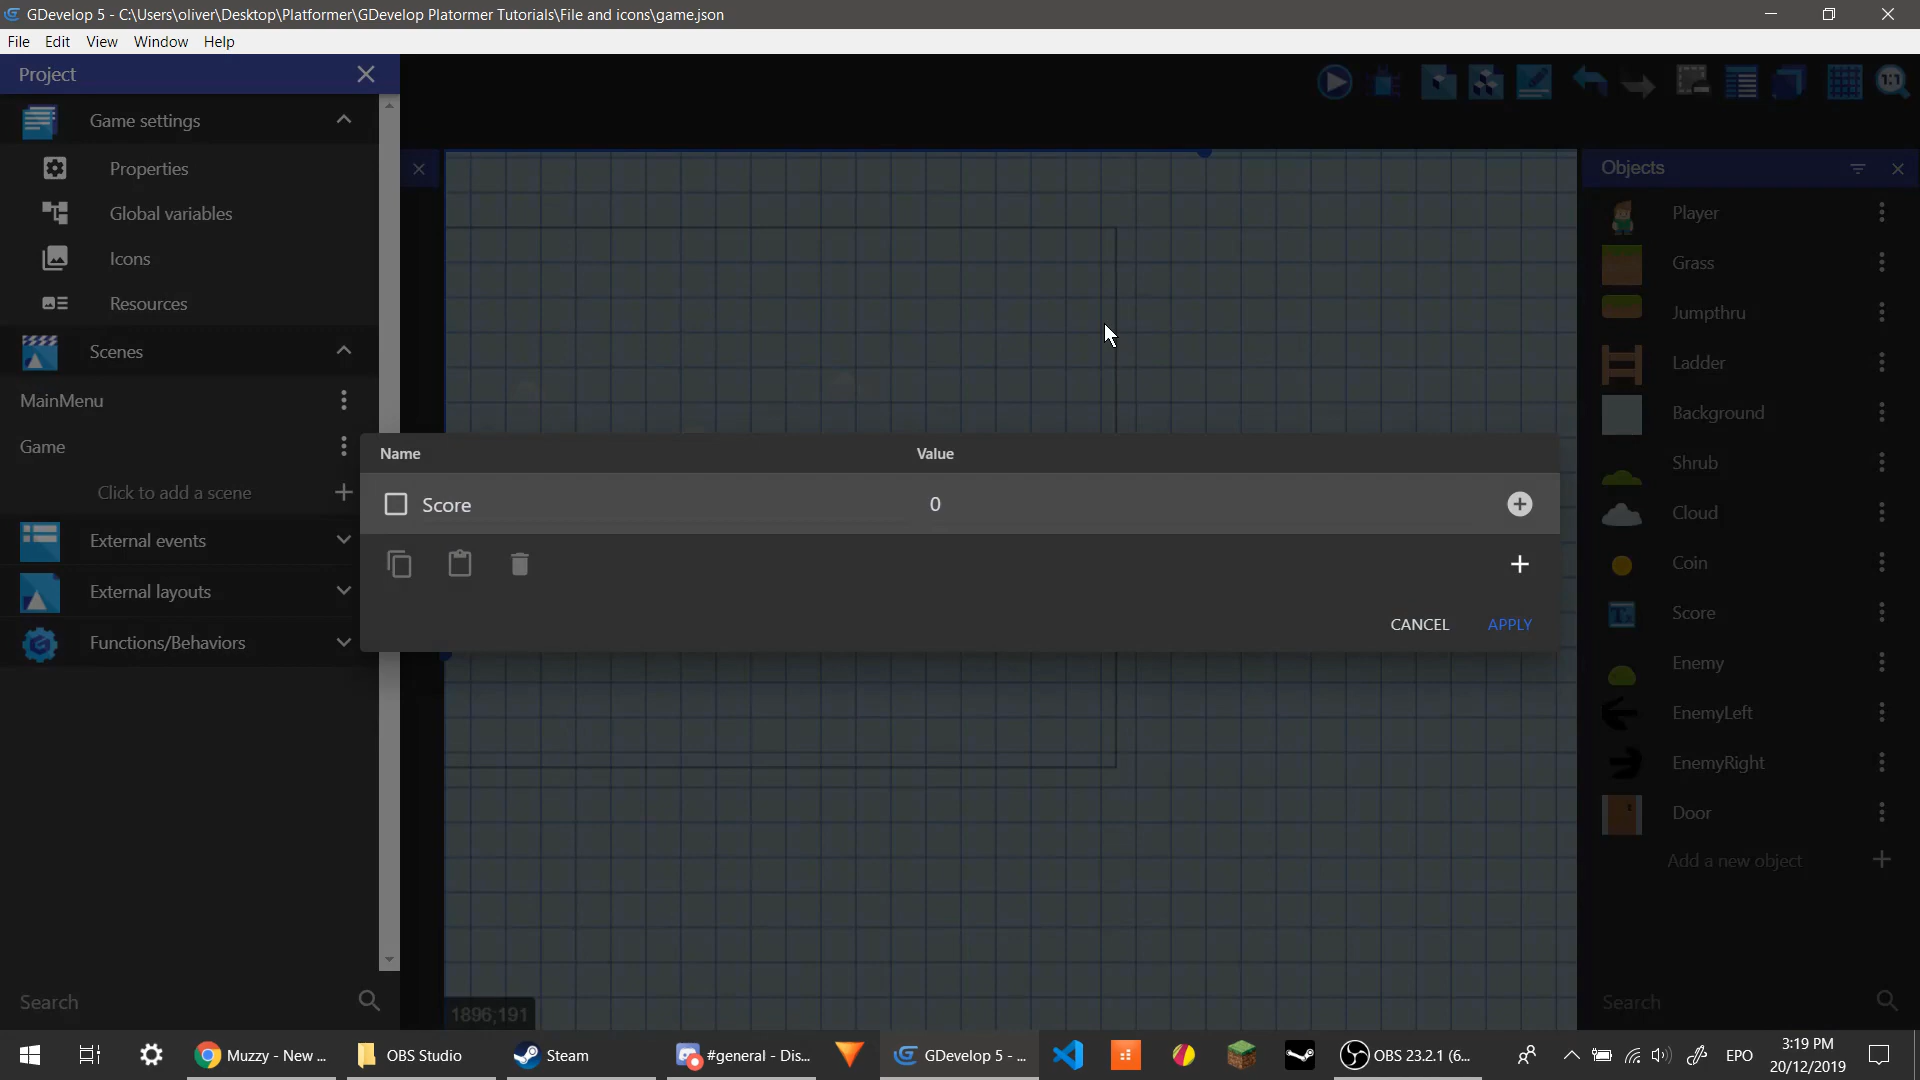 GDevelop 5 - C:\Users\oliver\Desktop\Platformer\GDevelop Platormer Tutorials\File and icons\game.json
File Edit View Window Help
Project
Game settings
Properties
Global variables
Icons
Resources
Scenes
MainMenu
Game
Click to add a scene
External events
External layouts
Functions/Behaviors
Search
Name Value
Score 0
CANCEL APPLY
1896;191
1:1
Objects
Player
Grass
Jumpthru
Ladder
Background
Shrub
Cloud
Coin
Score
Enemy
EnemyLeft
EnemyRight
Door
Add a new object
Search
Muzzy - New ...
OBS Studio
Steam
#general - Dis...
GDevelop 5 - ...
OBS 23.2.1 (6...
EPO
3:19 PM
20/12/2019